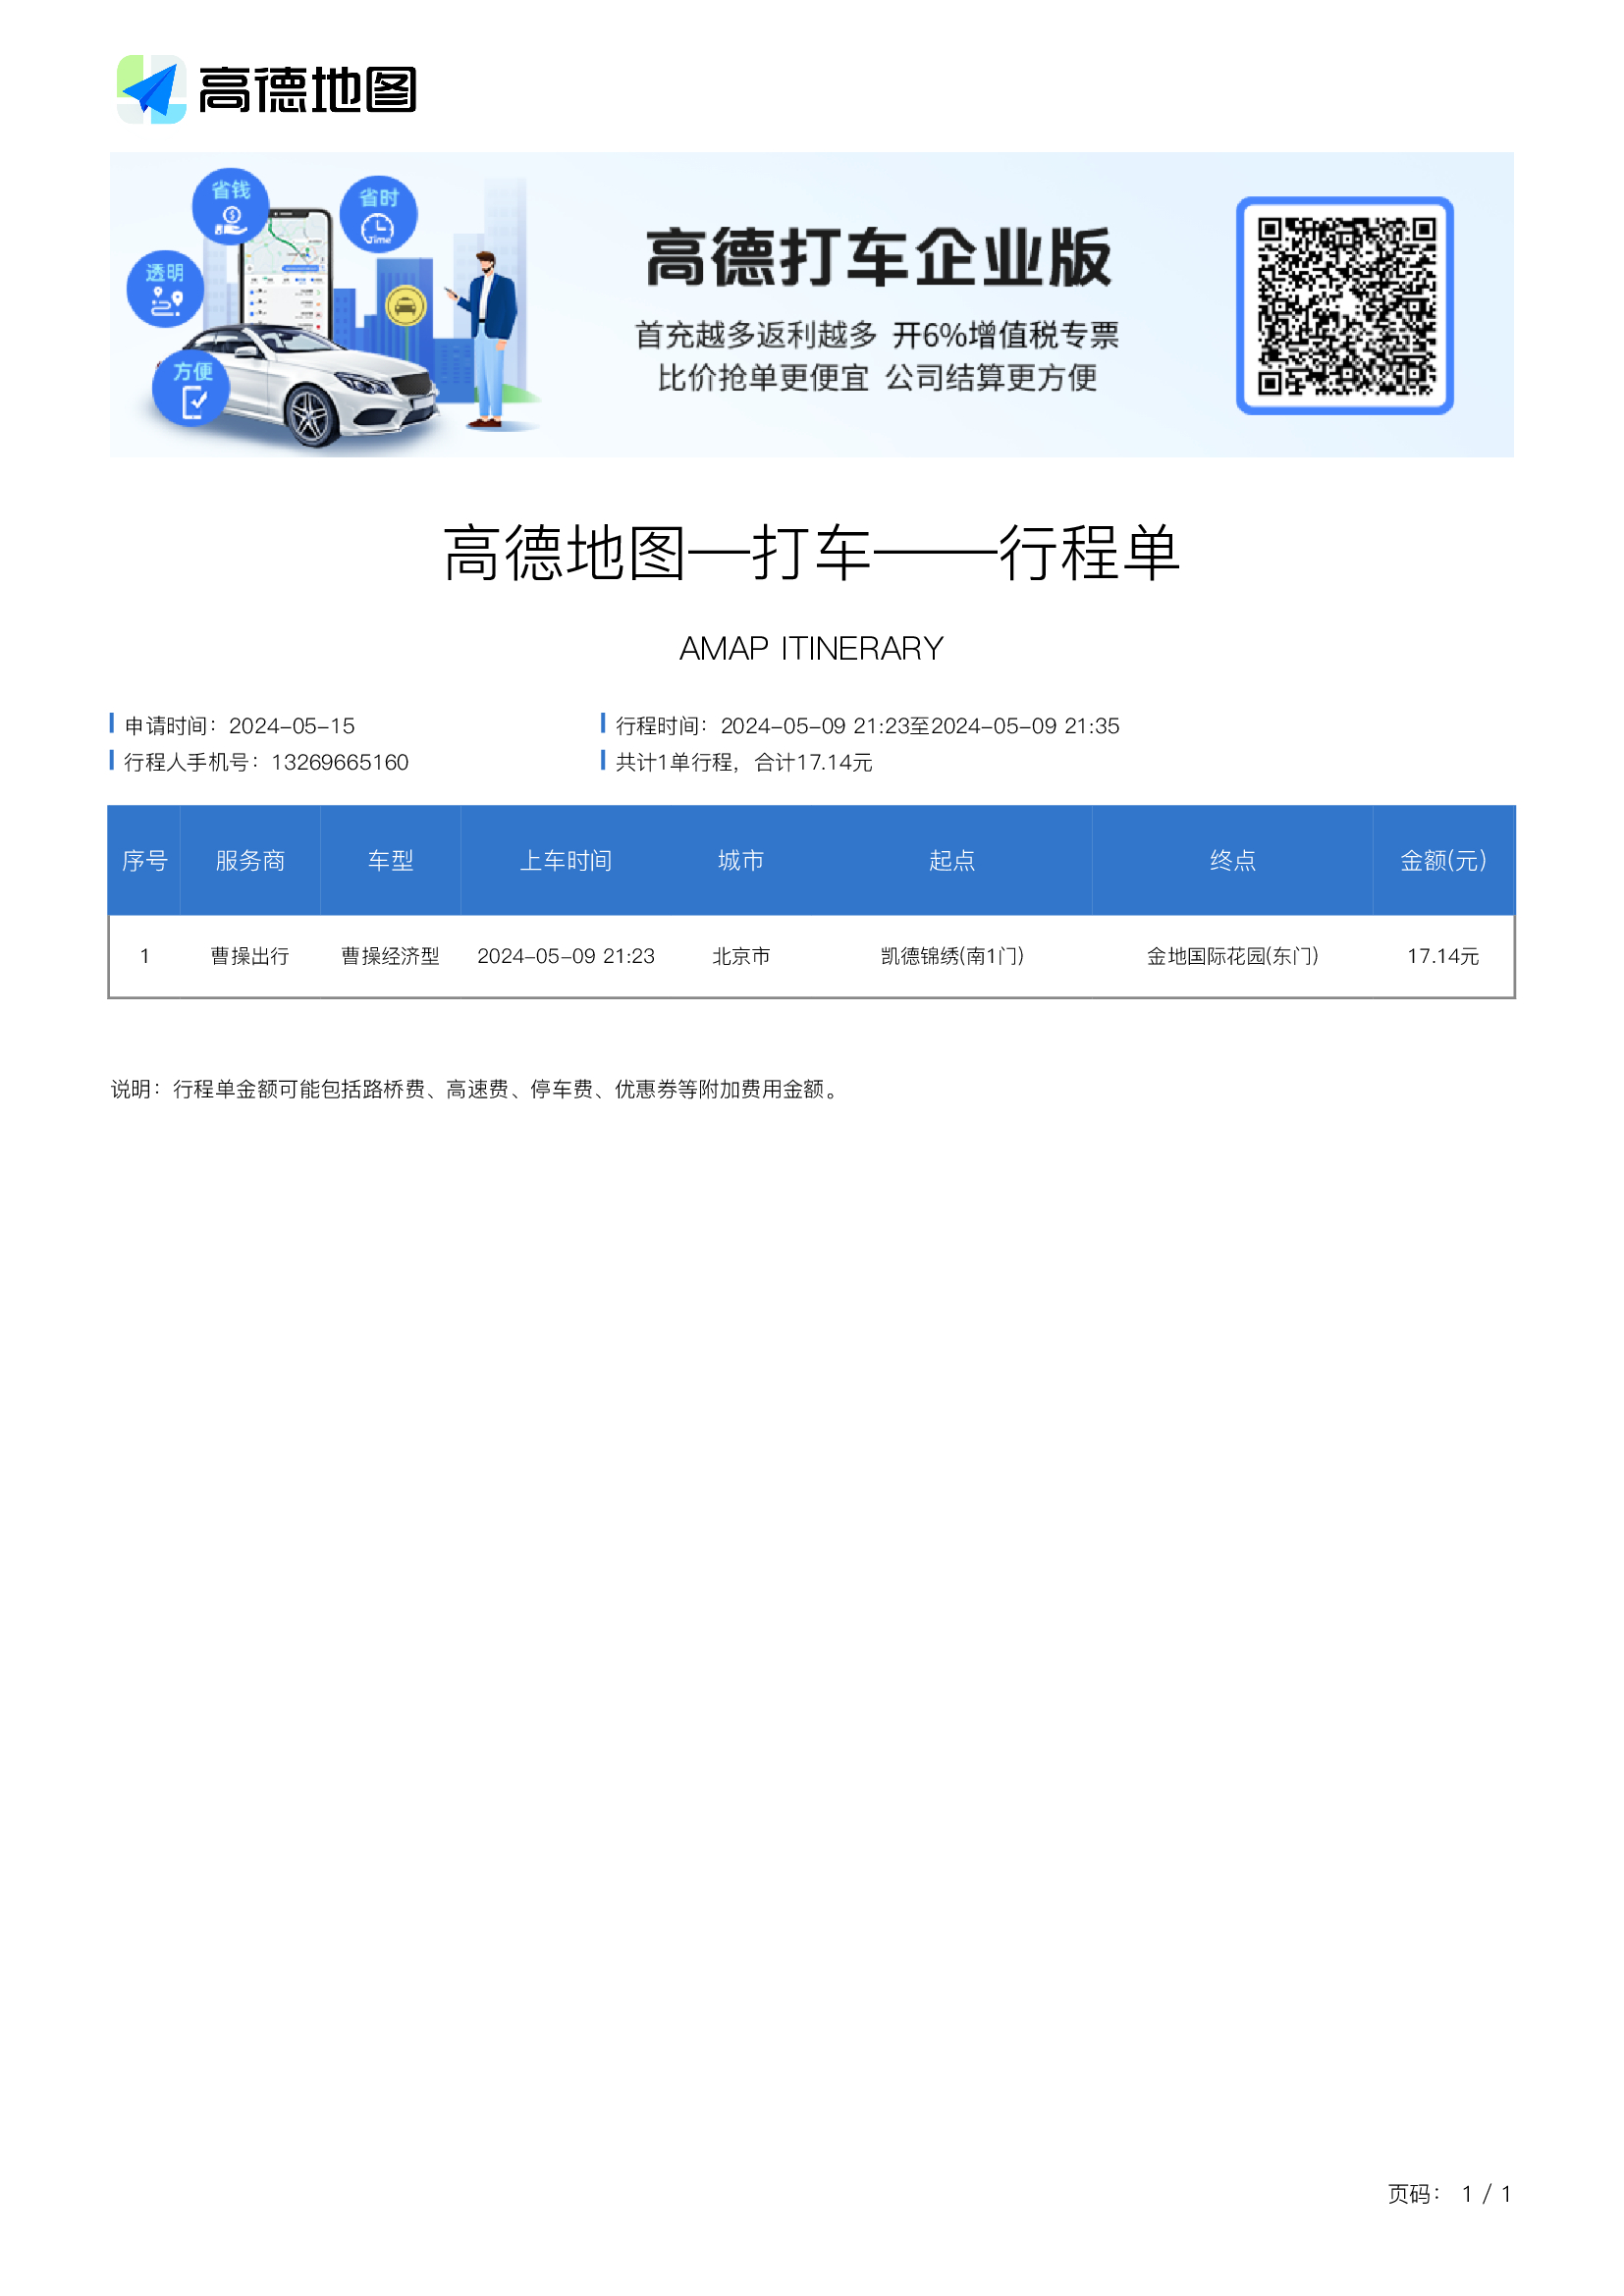 高德地图
省钱
省时
Time
透明
方便
高德打车企业版
首充越多返利越多 开6%增值税专票
比价抢单更便宜 公司结算更方便
高德地图—打车——行程单
AMAP ITINERARY
申请时间：2024-05-15 行程时间：2024-05-09 21:23至2024-05-09 21:35
行程人手机号：13269665160 共计1单行程，合计17.14元
序号 服务商 车型 上车时间 城市 起点 终点 金额(元)
1 曹操出行 曹操经济型 2024-05-09 21:23 北京市 凯德锦绣(南1门) 金地国际花园(东门) 17.14元
说明：行程单金额可能包括路桥费、高速费、停车费、优惠券等附加费用金额。
页码： 1 / 1